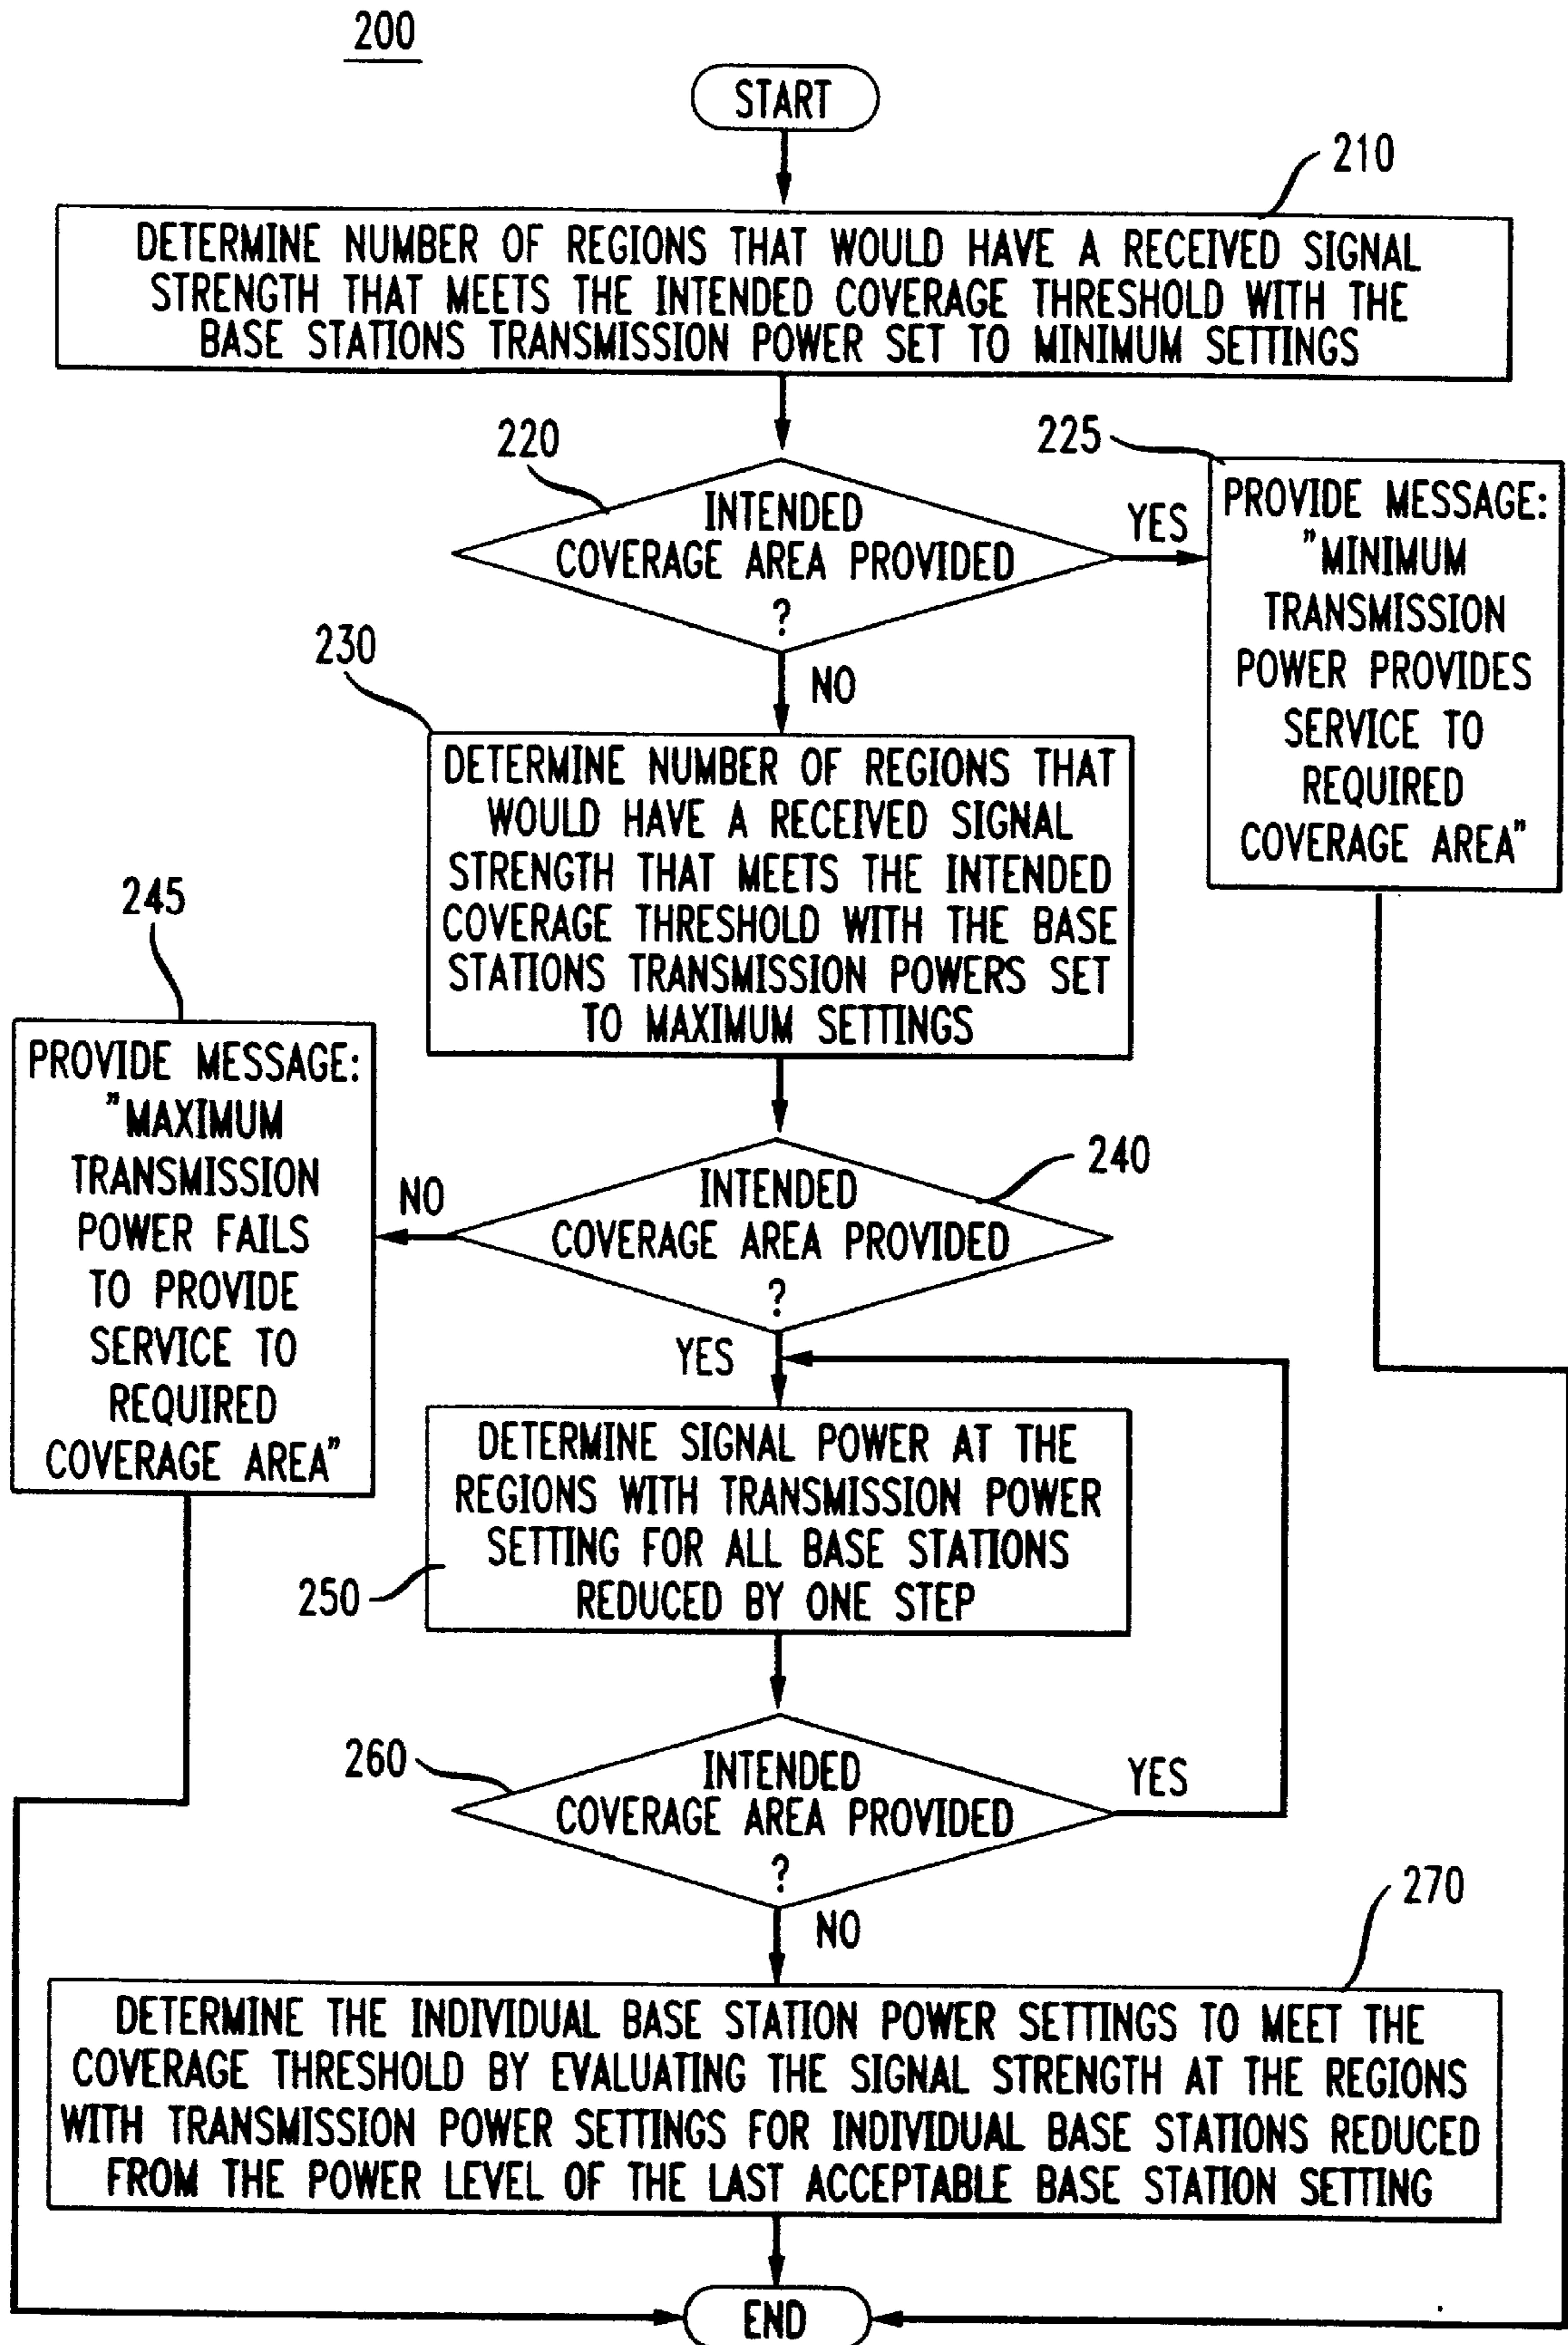 200
START
210
DETERMINE NUMBER OF REGIONS THAT WOULD HAVE A RECEIVED SIGNAL
STRENGTH THAT MEETS THE INTENDED COVERAGE THRESHOLD WITH THE
BASE STATIONS TRANSMISSION POWER SET TO MINIMUM SETTINGS
220
INTENDED
COVERAGE AREA PROVIDED
?
YES
225
PROVIDE MESSAGE:
"MINIMUM
TRANSMISSION
POWER PROVIDES
SERVICE TO
REQUIRED
COVERAGE AREA"
NO
230
DETERMINE NUMBER OF REGIONS THAT
WOULD HAVE A RECEIVED SIGNAL
STRENGTH THAT MEETS THE INTENDED
COVERAGE THRESHOLD WITH THE BASE
STATIONS TRANSMISSION POWERS SET
TO MAXIMUM SETTINGS
240
INTENDED
COVERAGE AREA PROVIDED
?
NO
245
PROVIDE MESSAGE:
"MAXIMUM
TRANSMISSION
POWER FAILS
TO PROVIDE
SERVICE TO
REQUIRED
COVERAGE AREA"
YES
DETERMINE SIGNAL POWER AT THE
REGIONS WITH TRANSMISSION POWER
SETTING FOR ALL BASE STATIONS
REDUCED BY ONE STEP
250
260
INTENDED
COVERAGE AREA PROVIDED
?
YES
NO
270
DETERMINE THE INDIVIDUAL BASE STATION POWER SETTINGS TO MEET THE
COVERAGE THRESHOLD BY EVALUATING THE SIGNAL STRENGTH AT THE REGIONS
WITH TRANSMISSION POWER SETTINGS FOR INDIVIDUAL BASE STATIONS REDUCED
FROM THE POWER LEVEL OF THE LAST ACCEPTABLE BASE STATION SETTING
END